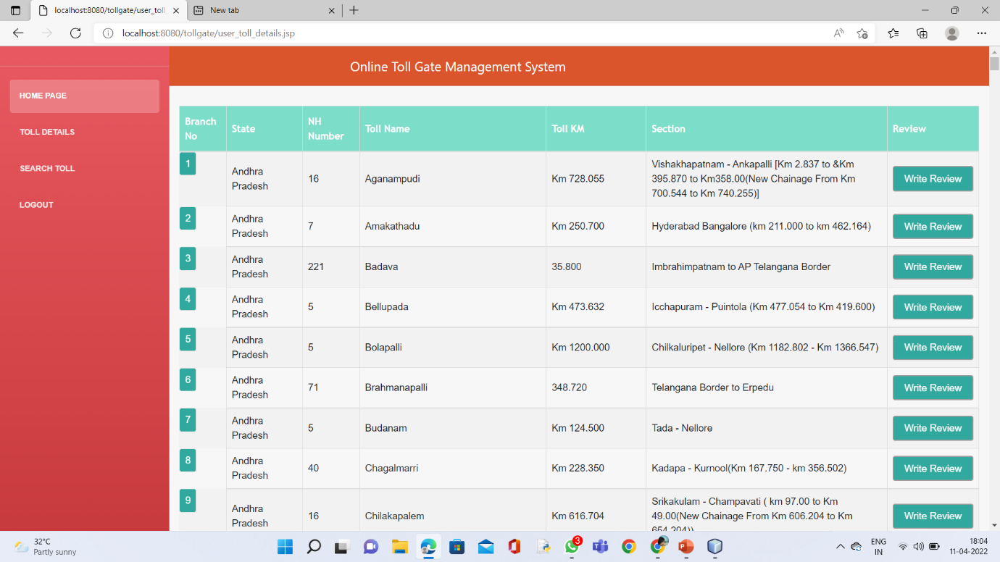 localhost:8080/tollgate/user_toll
New tab
localhost:8080/tollgate/user_toll_details.jsp
Online Toll Gate Management System
HOME PAGE
TOLL DETAILS
SEARCH TOLL
LOGOUT
Branch No State NH Number Toll Name Toll KM Section Review
1 Andhra Pradesh 16 Aganampudi Km 728.055 Vishakhapatnam - Ankapalli [Km 2.837 to &Km
395.870 to Km358.00(New Chainage From Km
700.544 to Km 740.255)] Write Review
2 Andhra Pradesh 7 Amakathadu Km 250.700 Hyderabad Bangalore (km 211.000 to km 462.164) Write Review
3 Andhra Pradesh 221 Badava 35.800 Imbrahimpatnam to AP Telangana Border Write Review
4 Andhra Pradesh 5 Bellupada Km 473.632 Icchapuram - Puintola (Km 477.054 to Km 419.600) Write Review
5 Andhra Pradesh 5 Bolapalli Km 1200.000 Chilkaluripet - Nellore (Km 1182.802 - Km 1366.547) Write Review
6 Andhra Pradesh 71 Brahmanapalli 348.720 Telangana Border to Erpedu Write Review
7 Andhra Pradesh 5 Budanam Km 124.500 Tada - Nellore Write Review
8 Andhra Pradesh 40 Chagalmarri Km 228.350 Kadapa - Kurnool(Km 167.750 - km 356.502) Write Review
9 Andhra Pradesh 16 Chilakapalem Km 616.704 Srikakulam - Champavati ( km 97.00 to Km
49.00(New Chainage From Km 606.204 to Km
654.204)) Write Review
32°C
Partly sunny
3
ENG
IN
18:04
11-04-2022